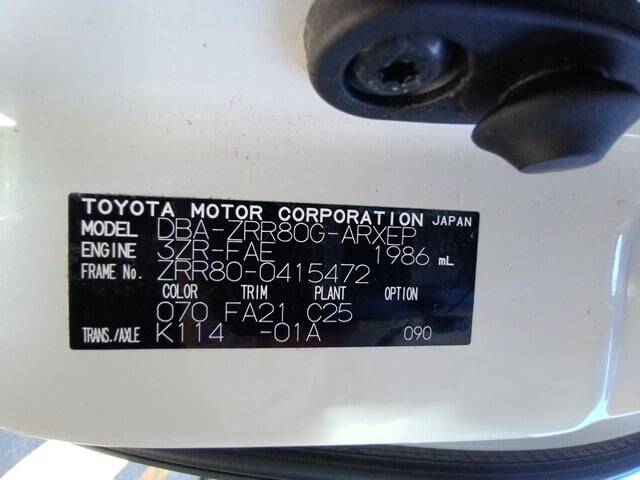 TOYOTA MOTOR CORPORATION JAPAN
MODEL DBA-ZRR80G-ARXEP
ENGINE 3ZR-FAE 1986 mL
FRAME No. ZRR80-0415472
COLOR TRIM PLANT OPTION
070 FA21 C25
TRANS./AXLE K114 -01A 090